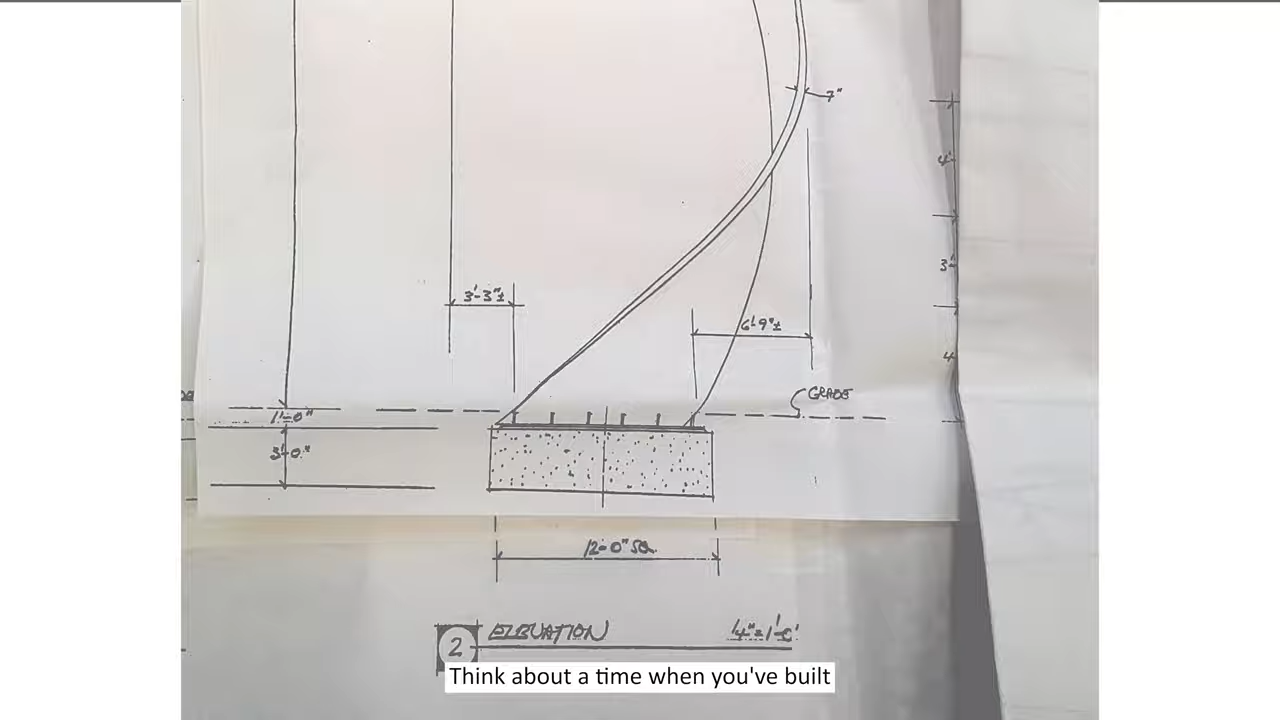 7"
4'
3'-3"±
3'-
6'-9"±
4
GRADE
1'-0"
3'-0"
12'-0" SQ.
2 ELEVATION 1/4"=1'-0"
Think about a time when you've built